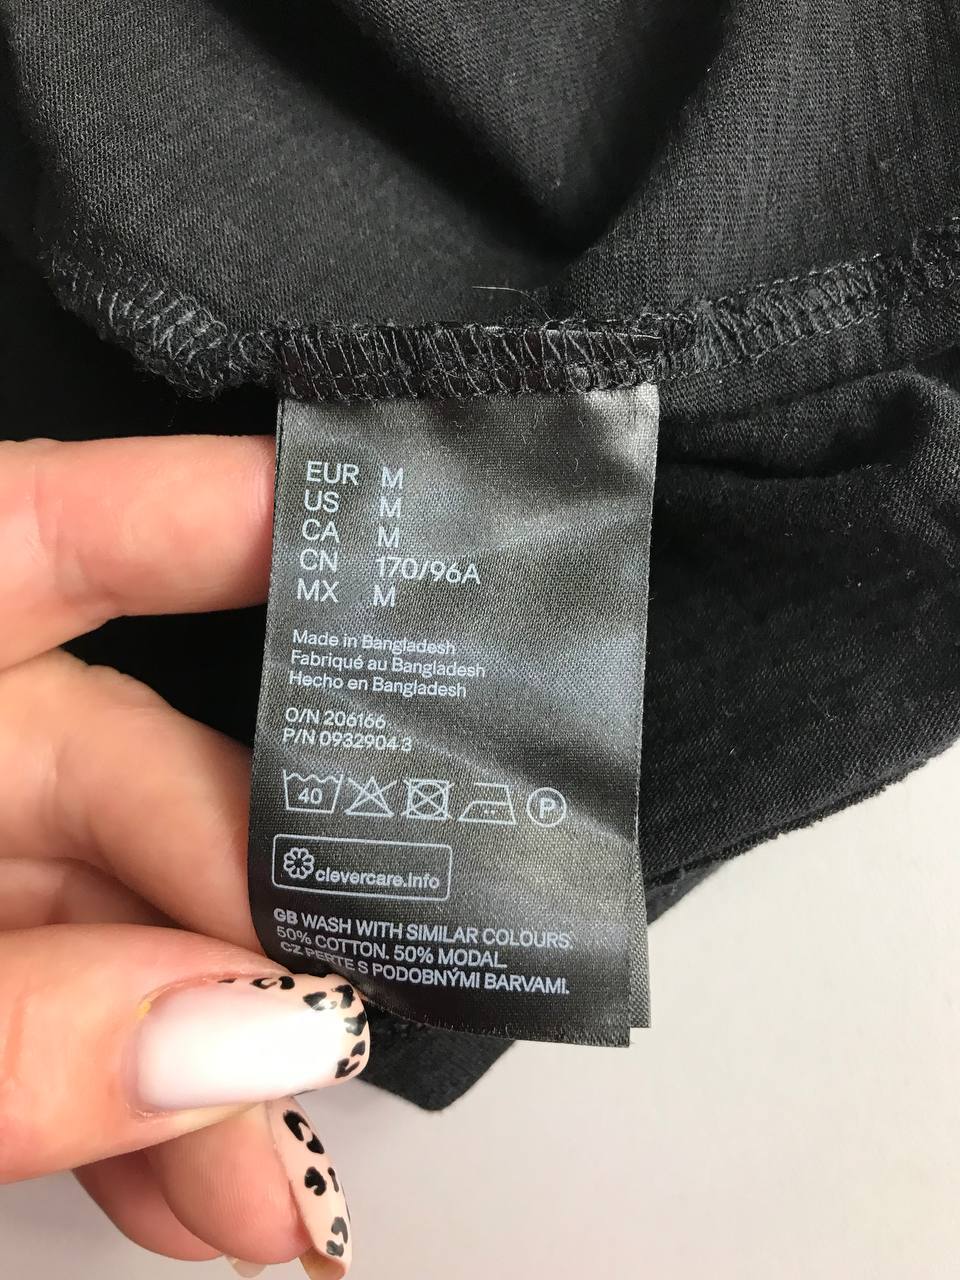 EUR M
US M
CA M
CN 170/96A
MX M
Made in Bangladesh
Fabriqué au Bangladesh
Hecho en Bangladesh
O/N 206166
P/N 0932904 3
40
P
clevercare.info
GB WASH WITH SIMILAR COLOURS
50% COTTON. 50% MODAL
CZ PERTE S PODOBNÝMI BARVAMI.